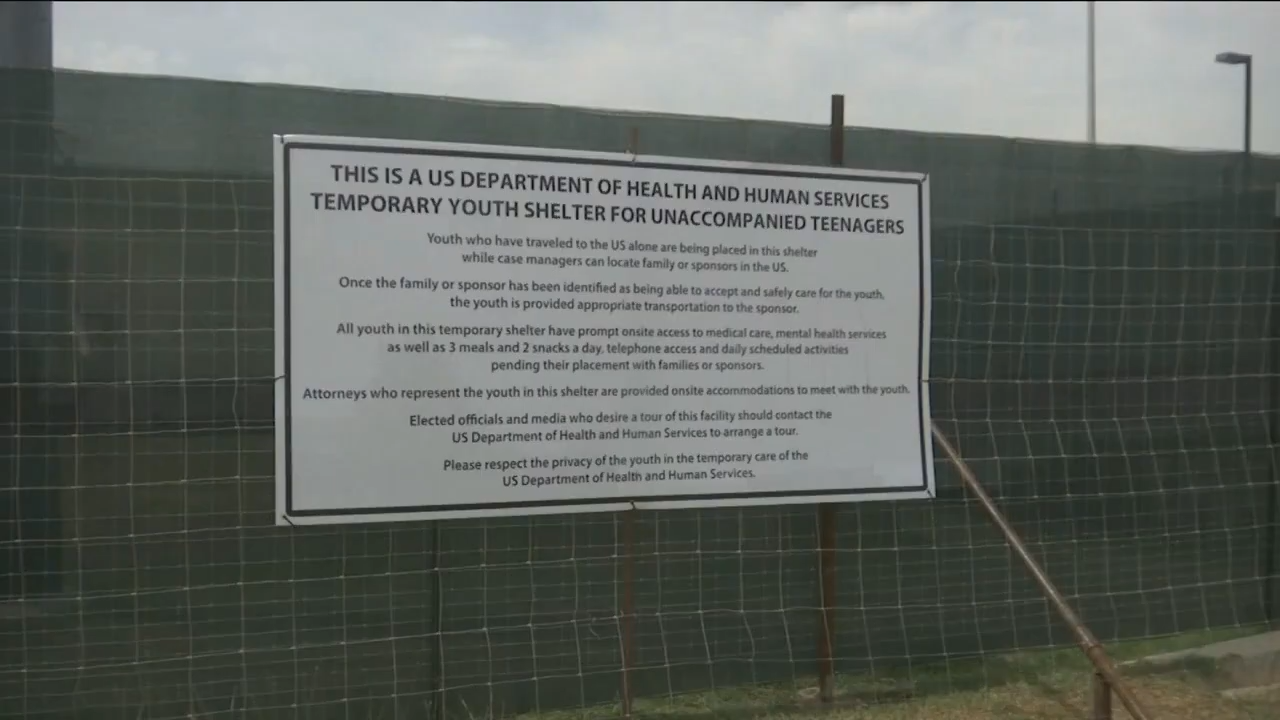 THIS IS A US DEPARTMENT OF HEALTH AND HUMAN SERVICES
TEMPORARY YOUTH SHELTER FOR UNACCOMPANIED TEENAGERS
Youth who have traveled to the US alone are being placed in this shelter
while case managers can locate family or sponsors in the US.
Once the family or sponsor has been identified as being able to accept and safely care for the youth,
the youth is provided appropriate transportation to the sponsor.
All youth in this temporary shelter have prompt onsite access to medical care, mental health services
as well as 3 meals and 2 snacks a day, telephone access and daily scheduled activities
pending their placement with families or sponsors.
Attorneys who represent the youth in this shelter are provided onsite accommodations to meet with the youth.
Elected officials and media who desire a tour of this facility should contact the
US Department of Health and Human Services to arrange a tour.
Please respect the privacy of the youth in the temporary care of the
US Department of Health and Human Services.